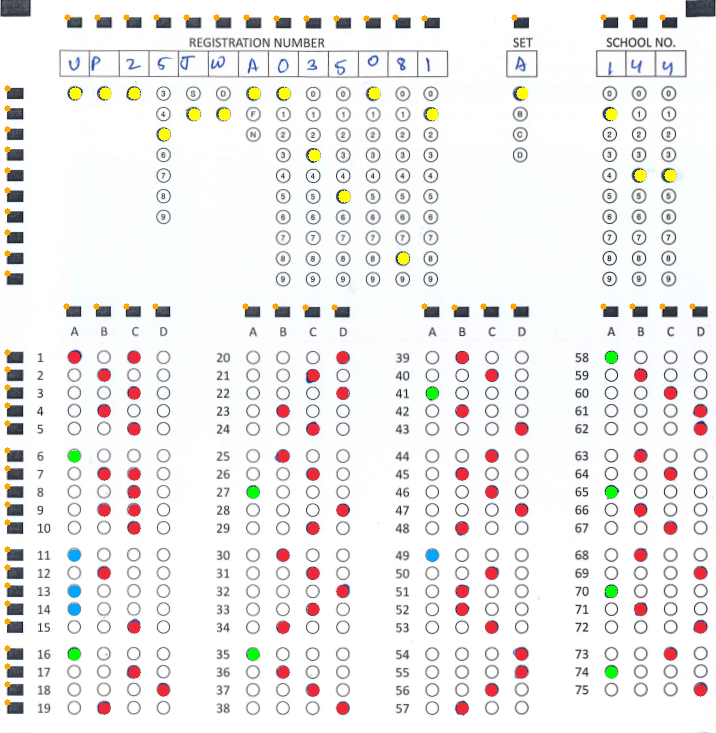 REGISTRATION NUMBER SET SCHOOL NO.
U P 2 5 J W A 0 3 5 0 8 1 A 1 4 4
3 S D 0 0 0 0 0 0 0
4 F 1 1 1 1 1 B 1 1
N 2 2 2 2 2 2 C 2 2 2
6 3 3 3 3 3 D 3 3 3
7 4 4 4 4 4 4 4
8 5 5 5 5 5 5 5 5
9 6 6 6 6 6 6 6 6 6
7 7 7 7 7 7 7 7 7
8 8 8 8 8 8 8 8
9 9 9 9 9 9 9 9 9
A B C D A B C D A B C D A B C D
1 20 39 58
2 21 40 59
3 22 41 60
4 23 42 61
5 24 43 62
6 25 44 63
7 26 45 64
8 27 46 65
9 28 47 66
10 29 48 67
11 30 49 68
12 31 50 69
13 32 51 70
14 33 52 71
15 34 53 72
16 35 54 73
17 36 55 74
18 37 56 75
19 38 57